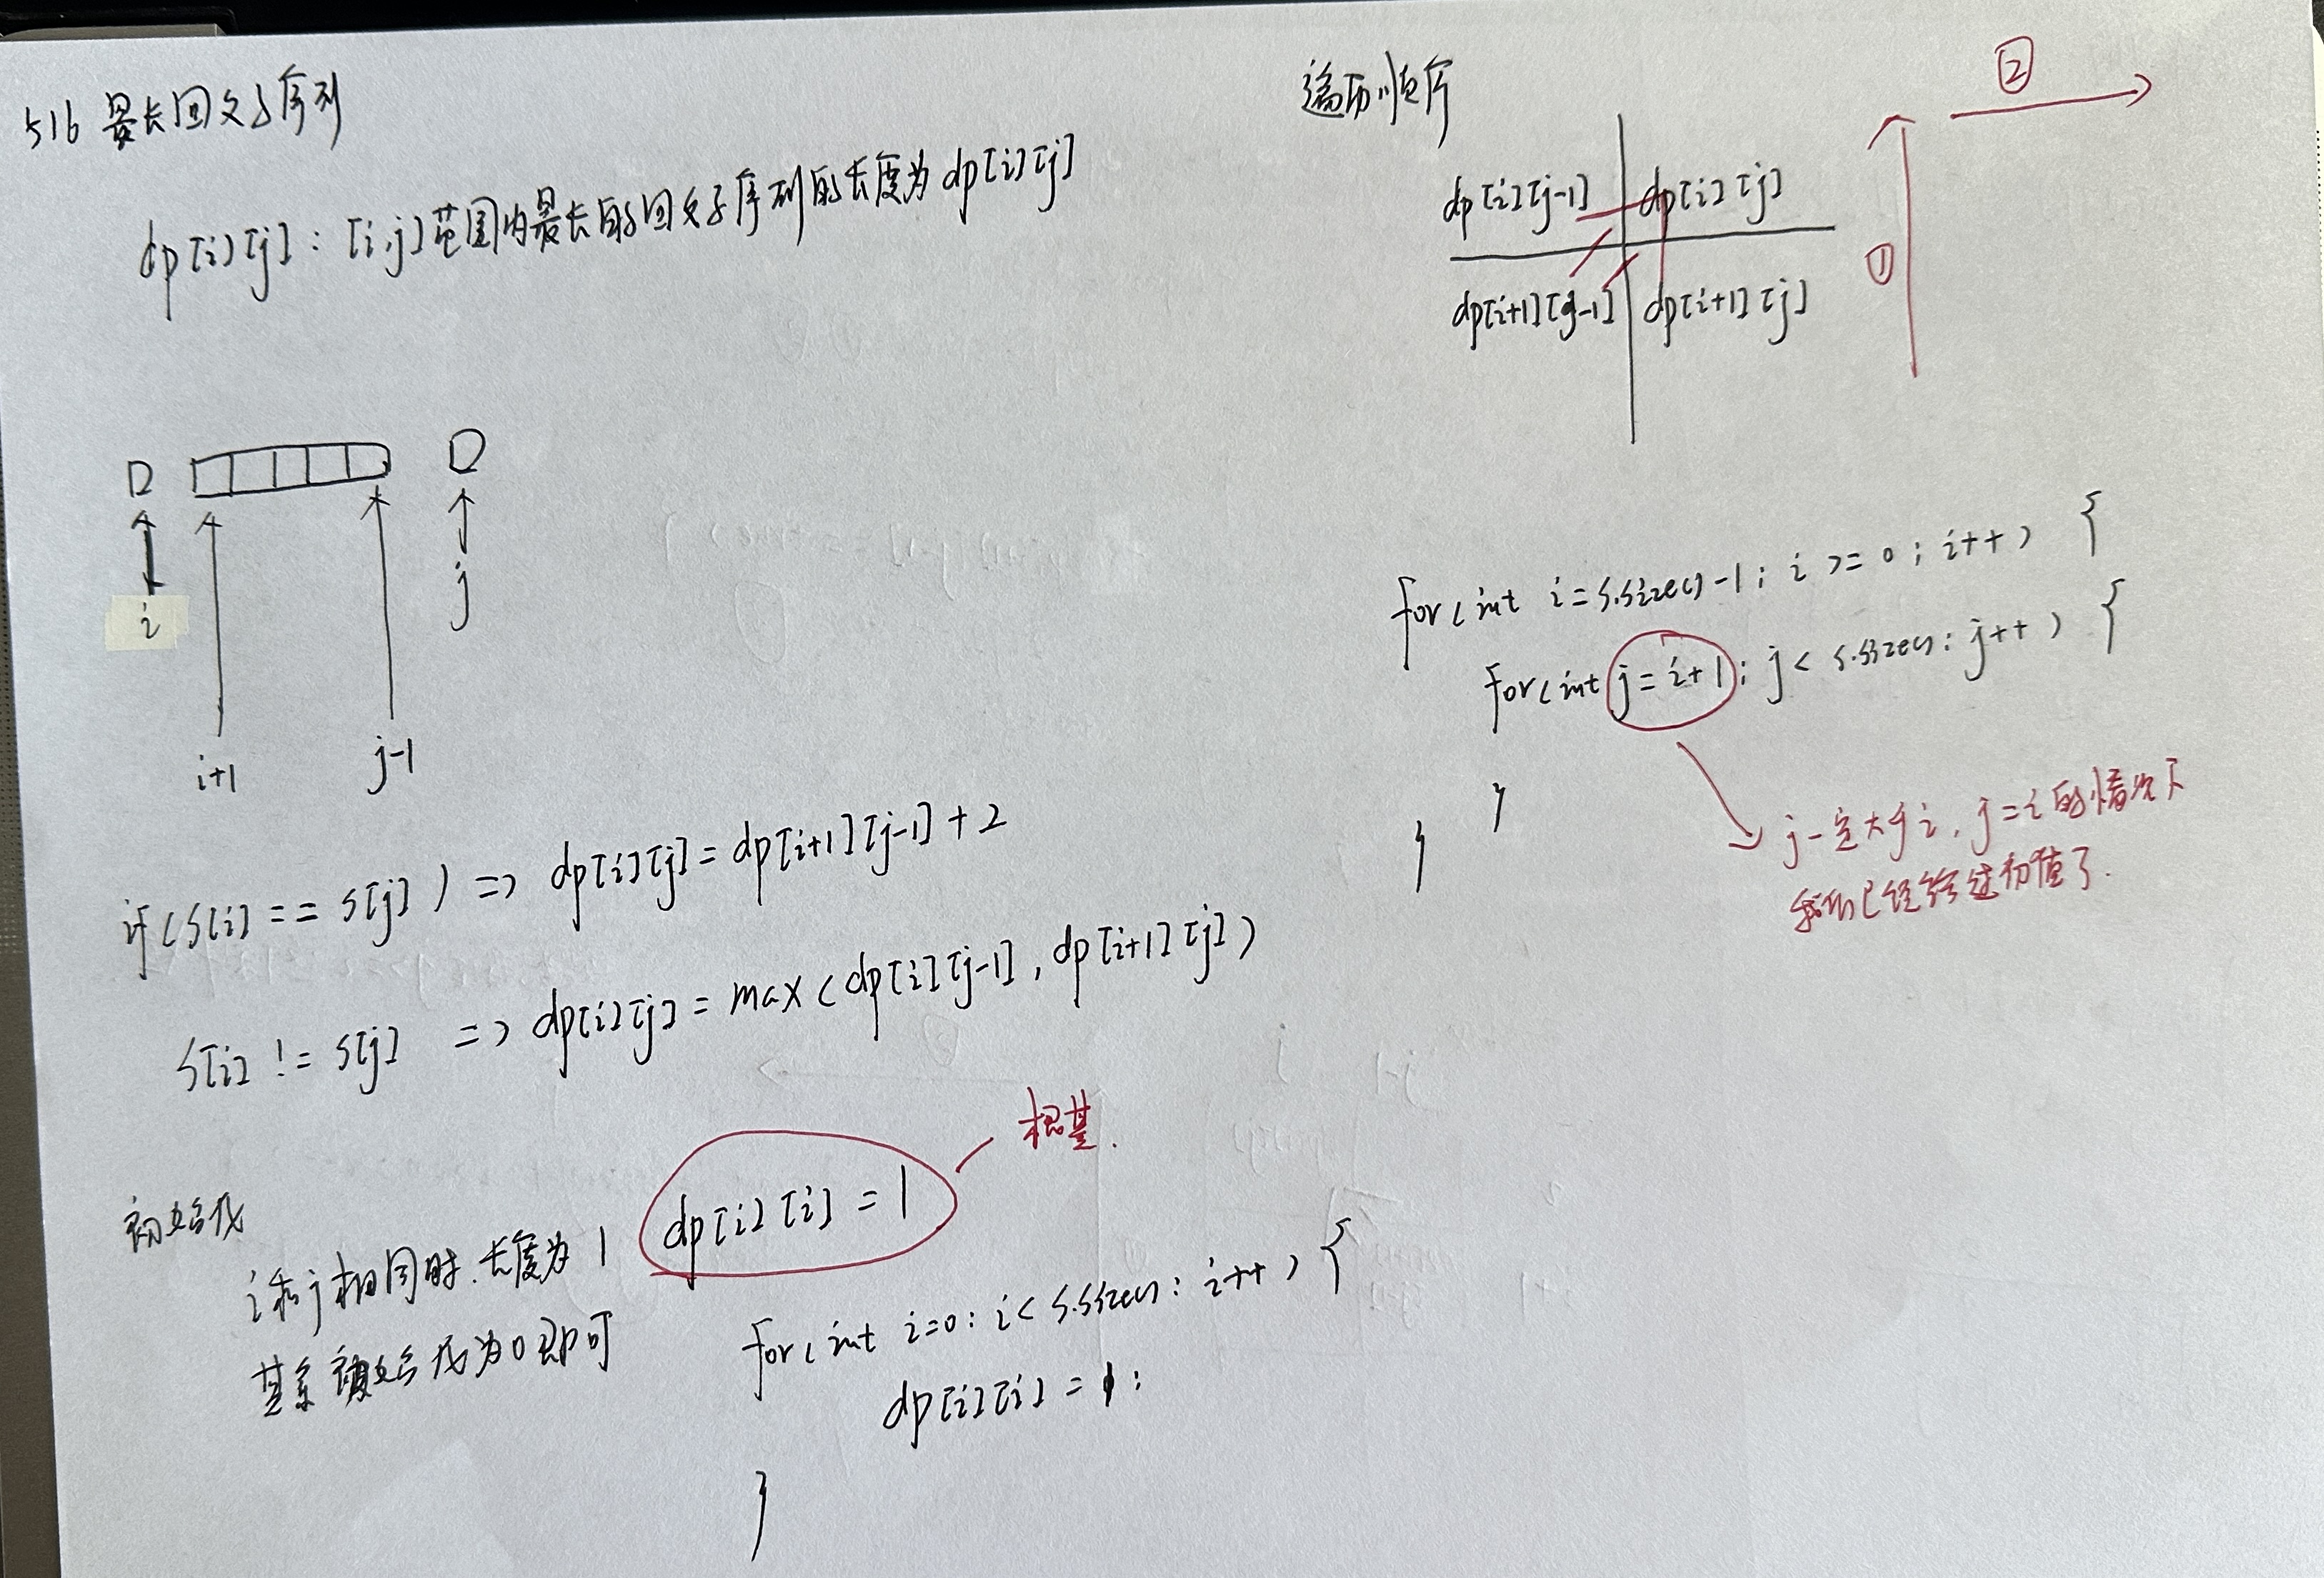 516 最长回文子序列
dp[i][j]：[i,j]范围内最长的回文子序列的长度为dp[i][j]
i
j
i+1
j-1
if(s[i] == s[j]) => dp[i][j] = dp[i+1][j-1] + 2
s[i] != s[j] => dp[i][j] = max(dp[i][j-1], dp[i+1][j])
初始化
i和j相同时.长度为1 dp[i][i] = 1
根基.
其余初始化为0即可
for(int i=0; i<s.size(); i++) {
dp[i][i] = 1;
}
遍历顺序
dp[i][j-1] dp[i][j]
dp[i+1][j-1] dp[i+1][j]
①
②
for(int i=s.size()-1; i>=0; i++) {
for(int j=i+1; j<s.size(); j++) {
}
}
j一定大于i, j=i的情况下
我们已经给过初值了.